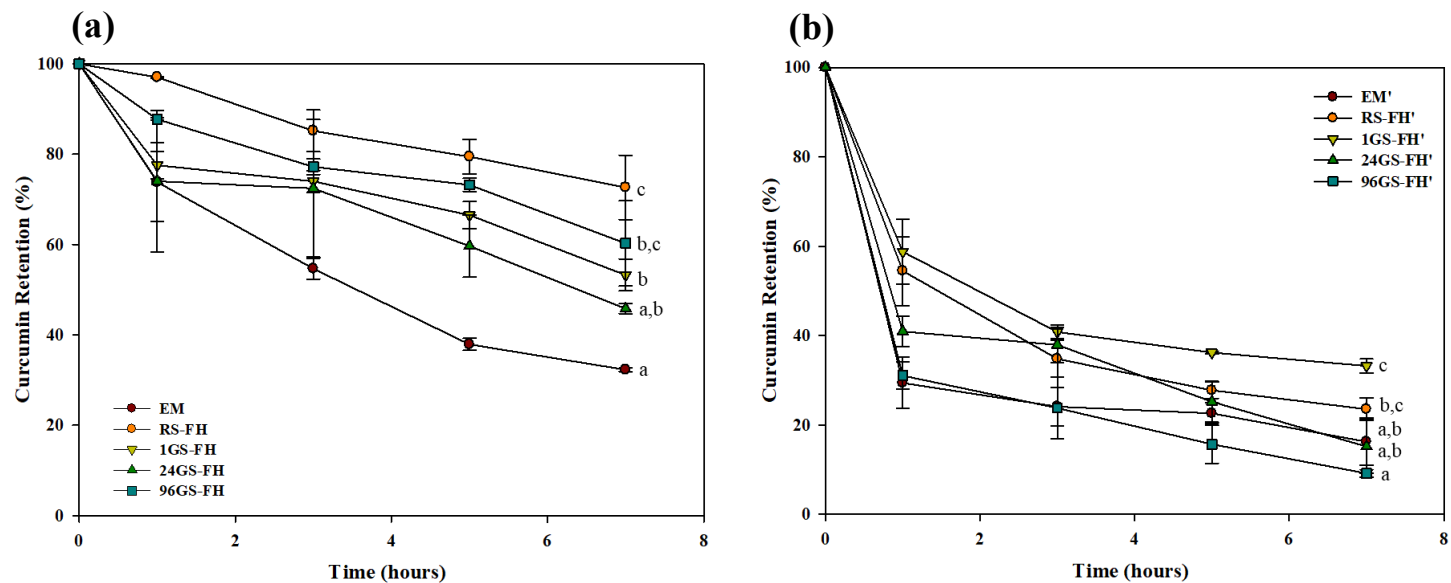 (a)
Curcumin Retention (%)
100
80
60
40
20
0
0 2 4 6 8
Time (hours)
EM
RS-FH
1GS-FH
24GS-FH
96GS-FH
c
b,c
b
a,b
a
(b)
Curcumin Retention (%)
100
80
60
40
20
0
0 2 4 6 8
Time (hours)
EM'
RS-FH'
1GS-FH'
24GS-FH'
96GS-FH'
c
b,c
a,b
a,b
a